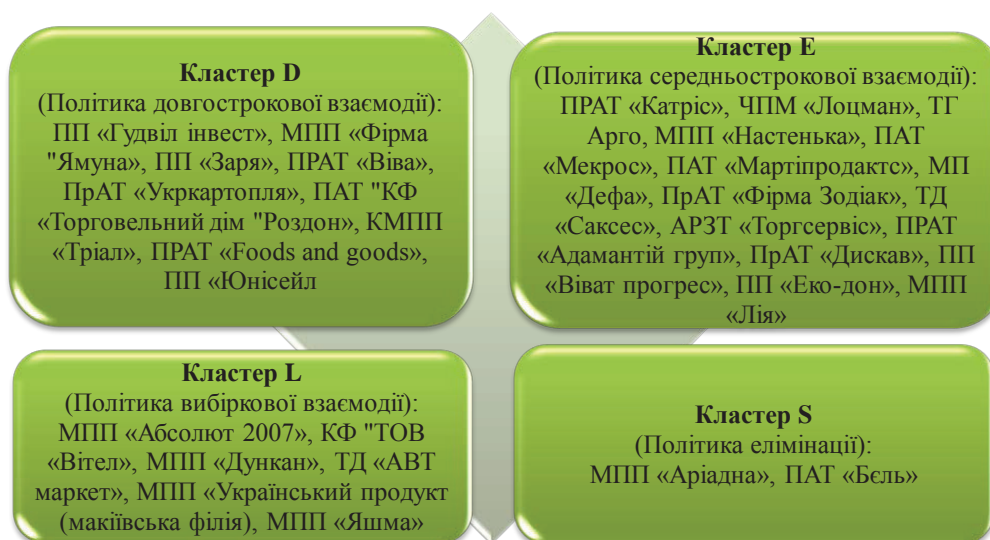 Кластер D
(Політика довгострокової взаємодії):
ПП «Гудвіл інвест», МПП «Фірма
"Ямуна», ПП «Заря», ПРАТ «Віва»,
ПрАТ «Укркартопля», ПАТ "КФ
«Торговельний дім "Роздон», КМПП
«Тріал», ПРАТ «Foods and goods»,
ПП «Юнісейл
Кластер E
(Політика середньострокової взаємодії):
ПРАТ «Катріс», ЧПМ «Лоцман», ТГ
Арго, МПП «Настенька», ПАТ
«Мекрос», ПАТ «Мартіпродактс», МП
«Дефа», ПрАТ «Фірма Зодіак», ТД
«Саксес», АРЗТ «Торгсервіс», ПРАТ
«Адамантій груп», ПрАТ «Дискав», ПП
«Віват прогрес», ПП «Еко-дон», МПП
«Лія»
Кластер L
(Політика вибіркової взаємодії):
МПП «Абсолют 2007», КФ "ТОВ
«Вітел», МПП «Дункан», ТД «АВТ
маркет», МПП «Український продукт
(макіївська філія), МПП «Яшма»
Кластер S
(Політика елімінації):
МПП «Аріадна», ПАТ «Бєль»